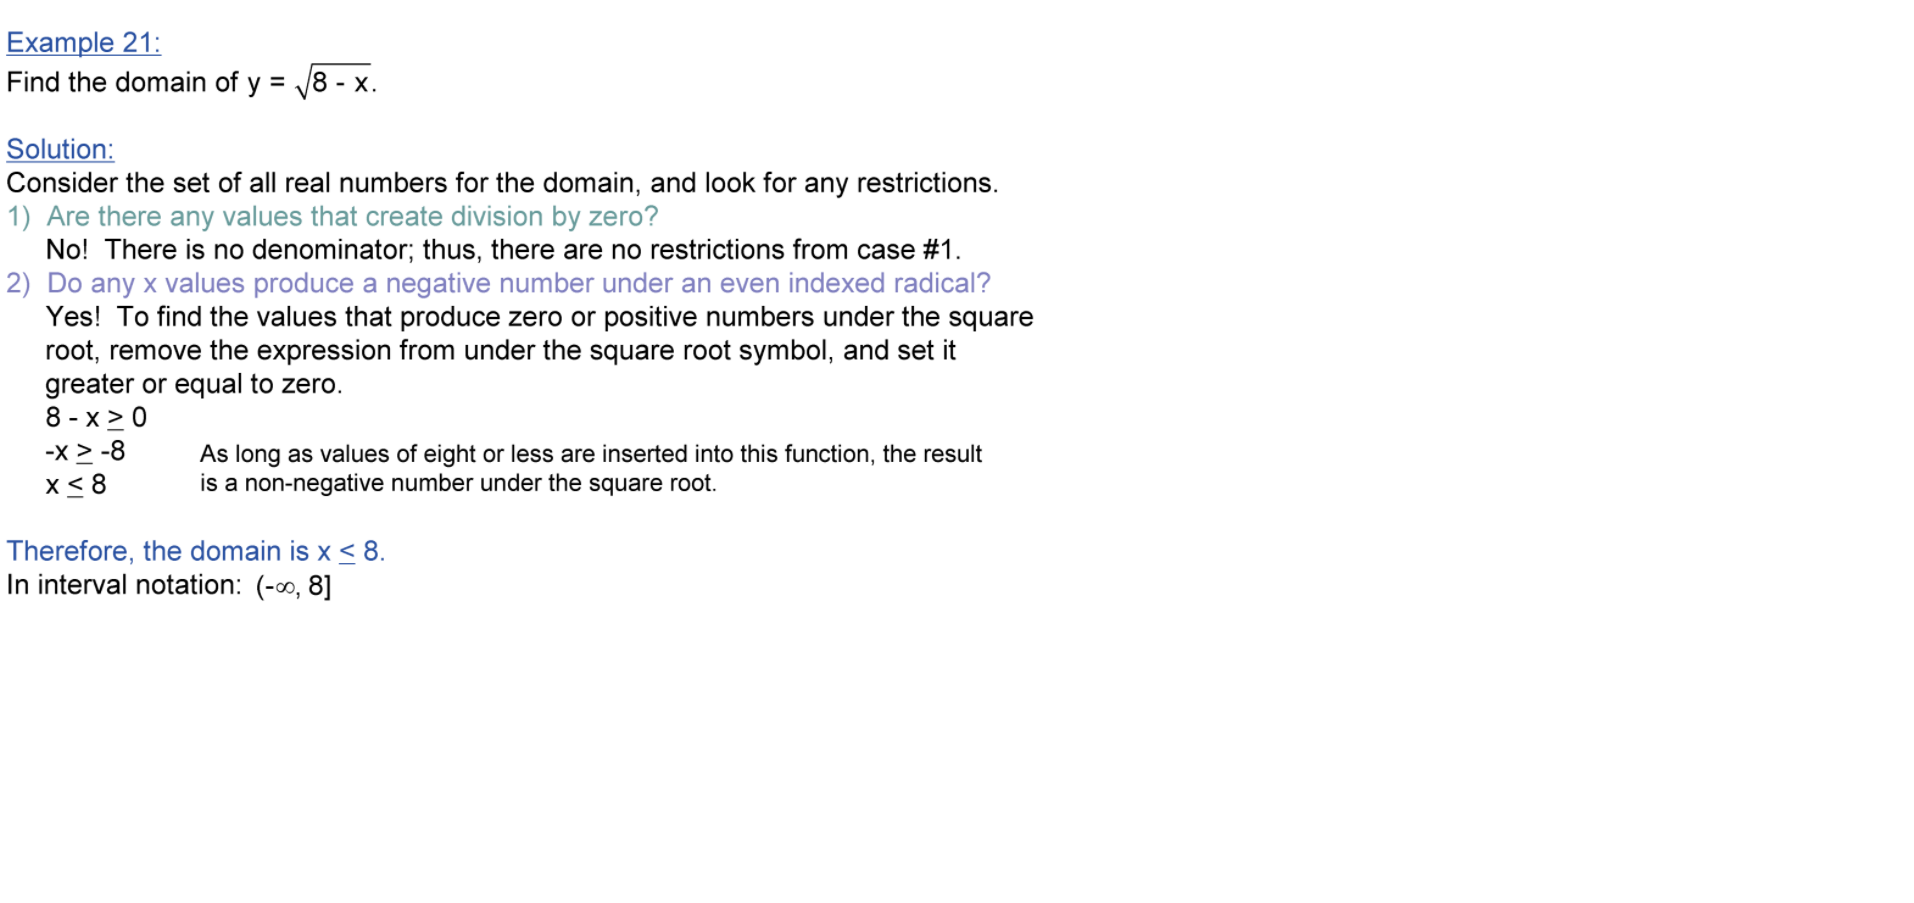 Example 21:
Find the domain of y = √8 - x.
Solution:
Consider the set of all real numbers for the domain, and look for any restrictions.
1) Are there any values that create division by zero?
No! There is no denominator; thus, there are no restrictions from case #1.
2) Do any x values produce a negative number under an even indexed radical?
Yes! To find the values that produce zero or positive numbers under the square
root, remove the expression from under the square root symbol, and set it
greater or equal to zero.
8 - x ≥ 0
-x ≥ -8
x ≤ 8
As long as values of eight or less are inserted into this function, the result
is a non-negative number under the square root.
Therefore, the domain is x ≤ 8.
In interval notation: (-∞, 8]